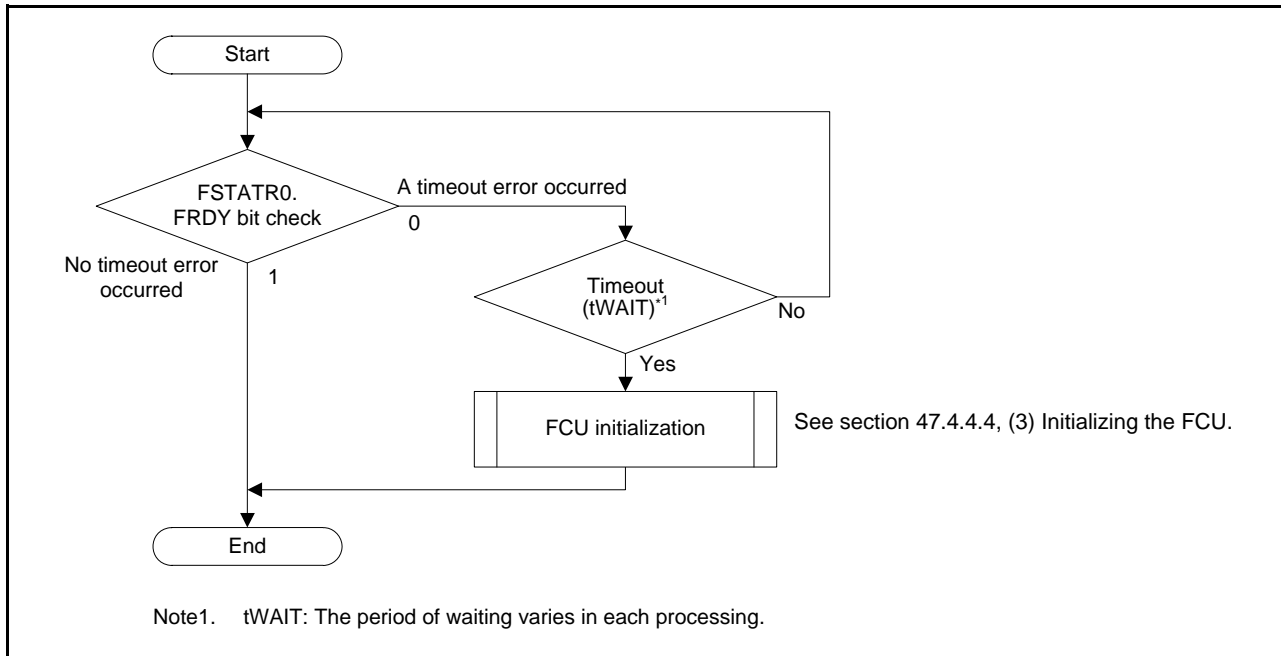 Start
FSTATR0.
FRDY bit check
A timeout error occurred
0
No timeout error
occurred
1
Timeout
(tWAIT)*1
No
Yes
FCU initialization
See section 47.4.4.4, (3) Initializing the FCU.
End
Note1. tWAIT: The period of waiting varies in each processing.